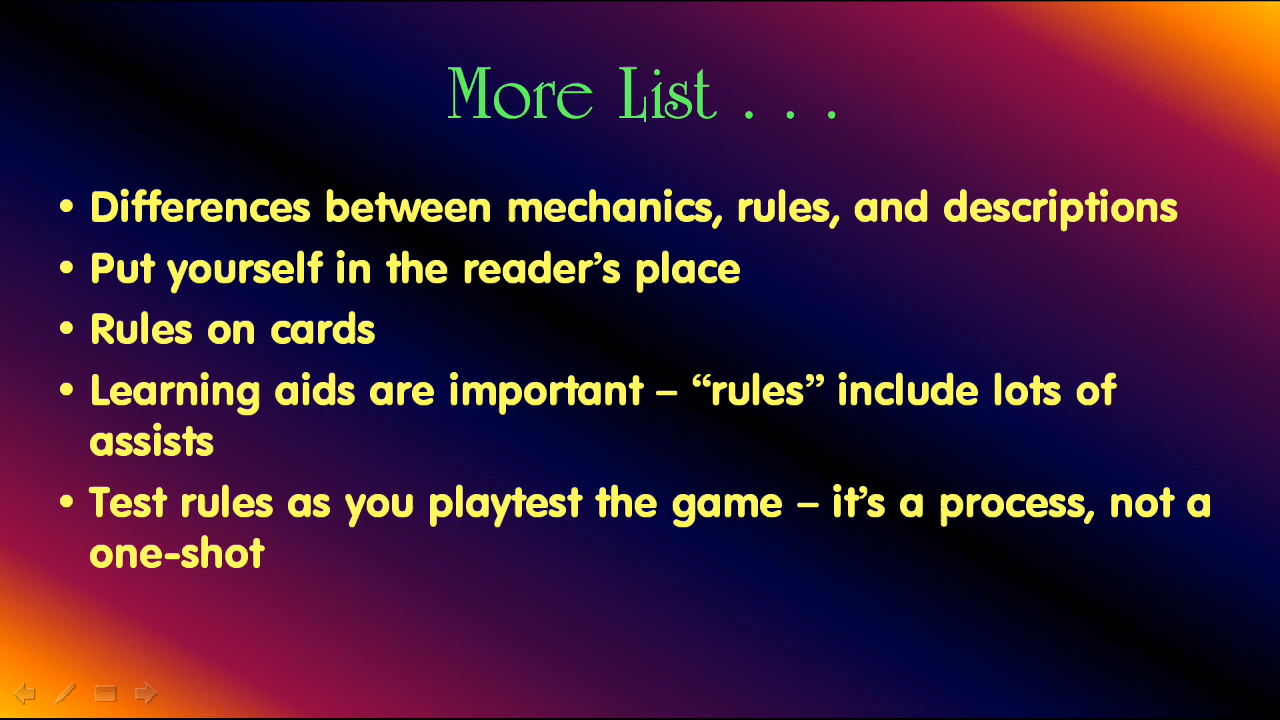 More List . . .
• Differences between mechanics, rules, and descriptions
• Put yourself in the reader’s place
• Rules on cards
• Learning aids are important – “rules” include lots of
assists
• Test rules as you playtest the game – it’s a process, not a
one-shot